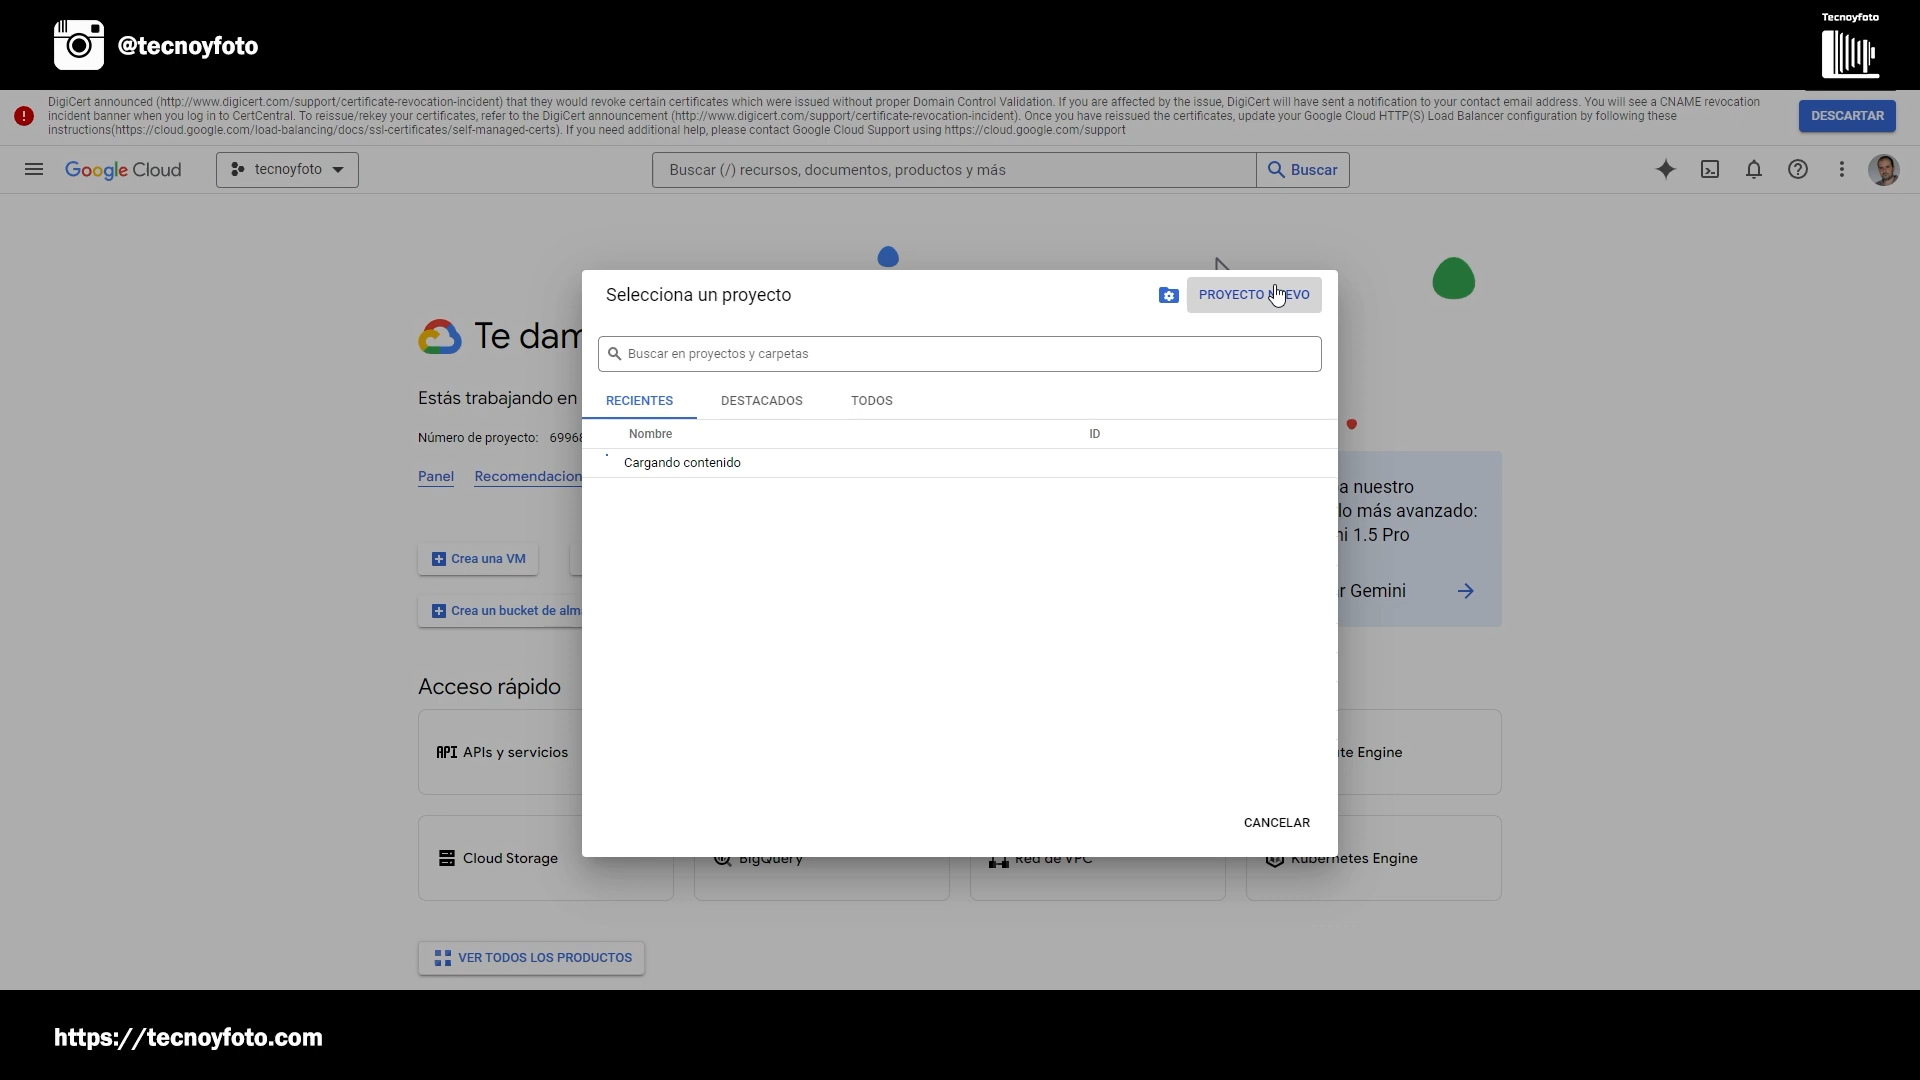 @tecnoyfoto
Tecnoyfoto
DigiCert announced (http://www.digicert.com/support/certificate-revocation-incident) that they would revoke certain certificates which were issued without proper Domain Control Validation. If you are affected by the issue, DigiCert will have sent a notification to your contact email address. You will see a CNAME revocation
incident banner when you log in to CertCentral. To reissue/rekey your certificates, refer to the DigiCert announcement (http://www.digicert.com/support/certificate-revocation-incident). Once you have reissued the certificates, update your Google Cloud HTTP(S) Load Balancer configuration by following these
instructions(https://cloud.google.com/load-balancing/docs/ssl-certificates/self-managed-certs). If you need additional help, please contact Google Cloud Support using https://cloud.google.com/support
DESCARTAR
Google Cloud
tecnoyfoto
Buscar (/) recursos, documentos, productos y más
Buscar
Selecciona un proyecto
PROYECTO NUEVO
Te dam
Buscar en proyectos y carpetas
Estás trabajando en
RECIENTES
DESTACADOS
TODOS
Número de proyecto: 6996
Nombre
ID
Cargando contenido
Panel
Recomendacion
a nuestro
lo más avanzado:
ni 1.5 Pro
Crea una VM
r Gemini
Crea un bucket de alm
Acceso rápido
API APIs y servicios
te Engine
CANCELAR
Cloud Storage
BigQuery
Red de VPC
Kubernetes Engine
VER TODOS LOS PRODUCTOS
https://tecnoyfoto.com